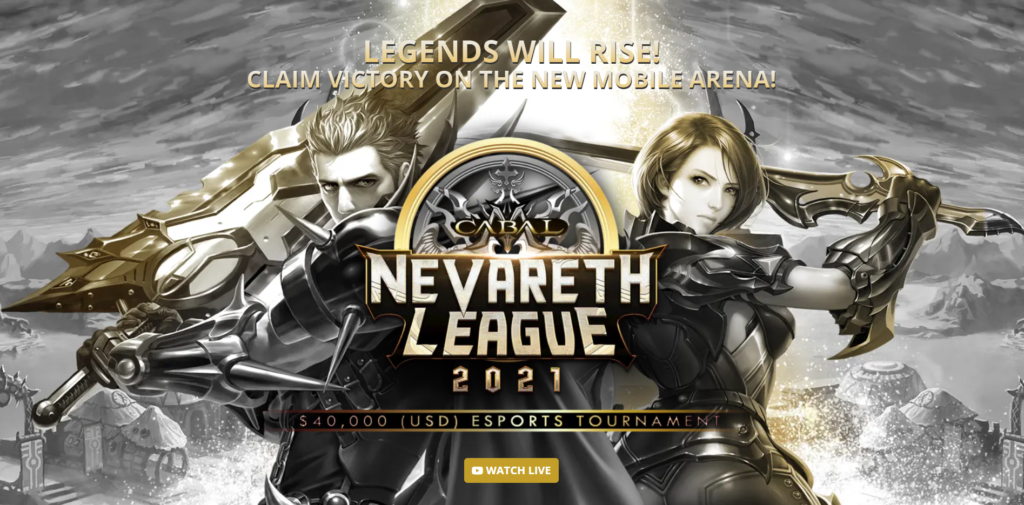 LEGENDS WILL RISE!
CLAIM VICTORY ON THE NEW MOBILE ARENA!
CABAL
NEVARETH
LEAGUE
2021
$40,000 (USD) ESPORTS TOURNAMENT
WATCH LIVE